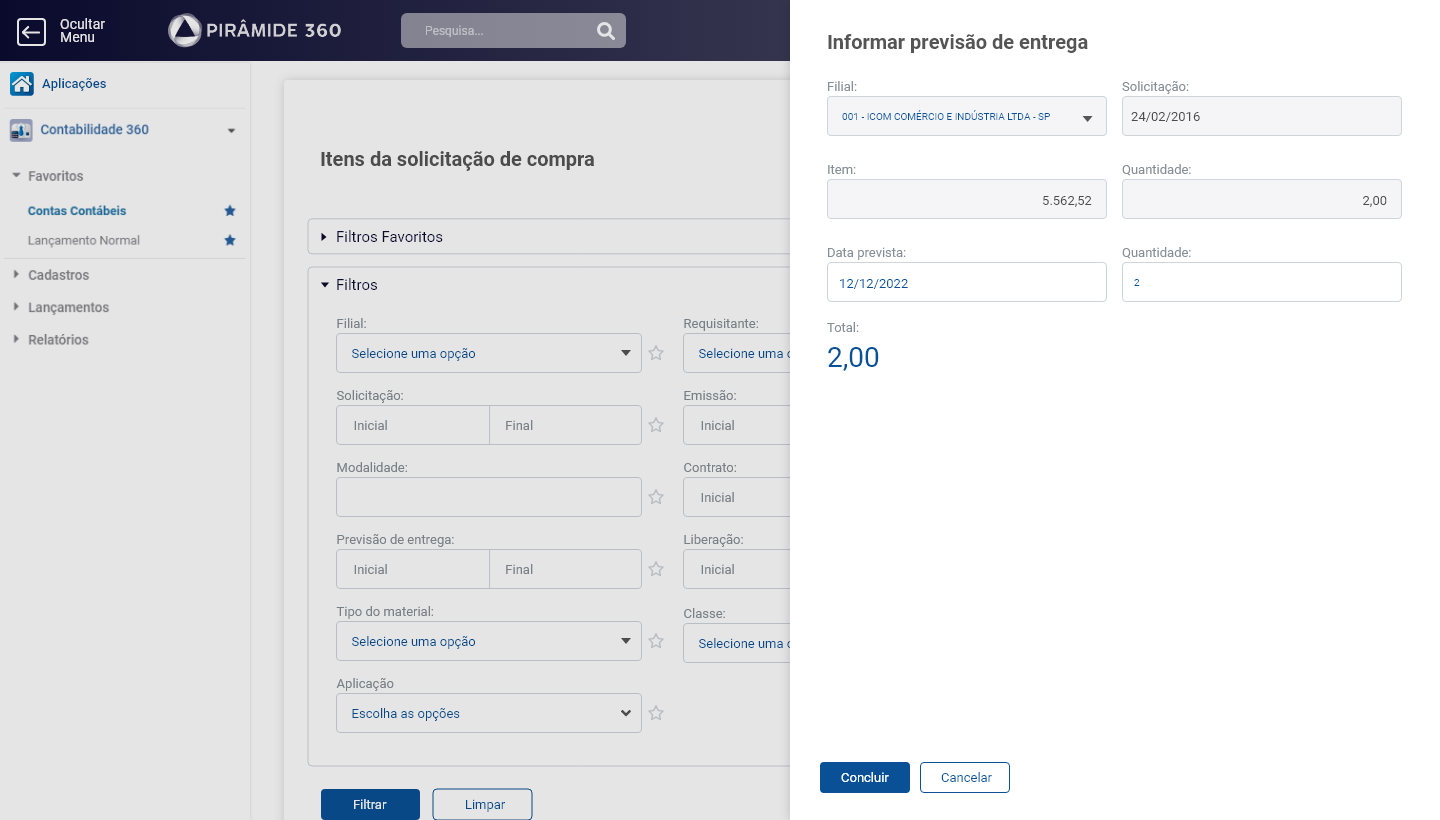 Ocultar
Menu
PIRÂMIDE 360
Pesquisa...
Aplicações
Contabilidade 360
Favoritos
Contas Contábeis
Lançamento Normal
Cadastros
Lançamentos
Relatórios
Itens da solicitação de compra
Filtros Favoritos
Filtros
Filial:
Requisitante:
Selecione uma opção
Selecione uma
Solicitação:
Emissão:
Inicial
Final
Inicial
Modalidade:
Contrato:
Inicial
Previsão de entrega:
Liberação:
Inicial
Final
Inicial
Tipo do material:
Classe:
Selecione uma opção
Selecione uma
Aplicação
Escolha as opções
Filtrar
Limpar
Informar previsão de entrega
Filial:
Solicitação:
001 - ICOM COMÉRCIO E INDÚSTRIA LTDA - SP
24/02/2016
Item:
Quantidade:
5.562,52
2,00
Data prevista:
Quantidade:
12/12/2022
2
Total:
2,00
Concluir
Cancelar